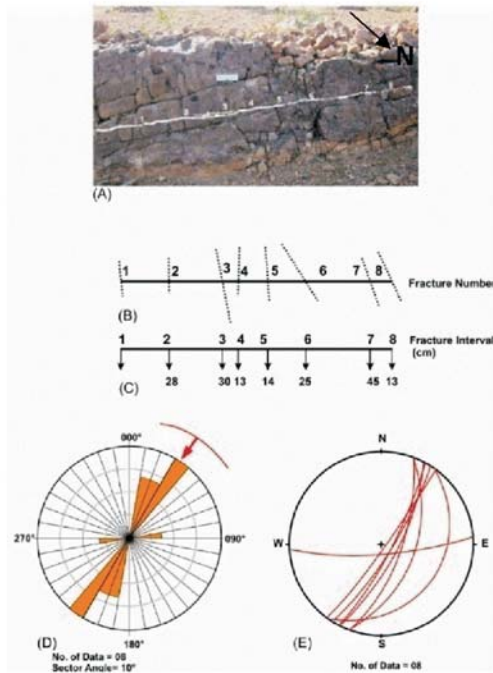 N
(A)
1 2 3 4 5 6 7 8
Fracture Number
(B)
1 2 3 4 5 6 7 8
Fracture Interval
(cm)
28 30 13 14 25 45 13
(C)
000°
270°
090°
180°
(D)
No. of Data = 08
Sector Angle= 10°
N
W
E
S
(E)
No. of Data = 08